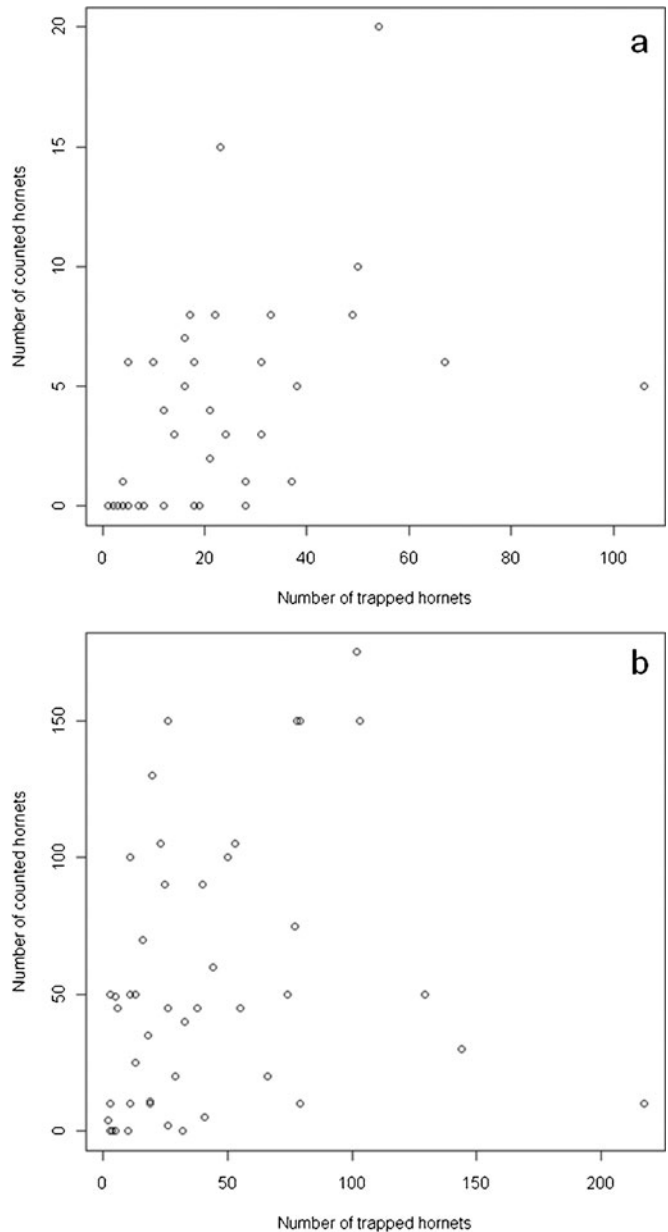 a
20
15
10
5
0
Number of counted hornets
0 20 40 60 80 100
Number of trapped hornets
b
150
100
50
0
Number of counted hornets
0 50 100 150 200
Number of trapped hornets